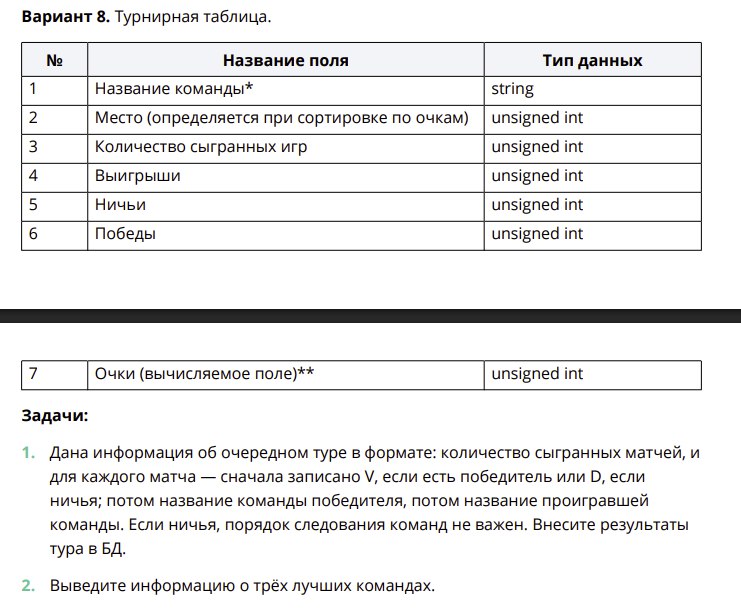 Вариант 8. Турнирная таблица.
№ Название поля Тип данных
1 Название команды* string
2 Место (определяется при сортировке по очкам) unsigned int
3 Количество сыгранных игр unsigned int
4 Выигрыши unsigned int
5 Ничьи unsigned int
6 Победы unsigned int
7 Очки (вычисляемое поле)** unsigned int
Задачи:
1. Дана информация об очередном туре в формате: количество сыгранных матчей, и
для каждого матча — сначала записано V, если есть победитель или D, если
ничья; потом название команды победителя, потом название проигравшей
команды. Если ничья, порядок следования команд не важен. Внесите результаты
тура в БД.
2. Выведите информацию о трёх лучших командах.